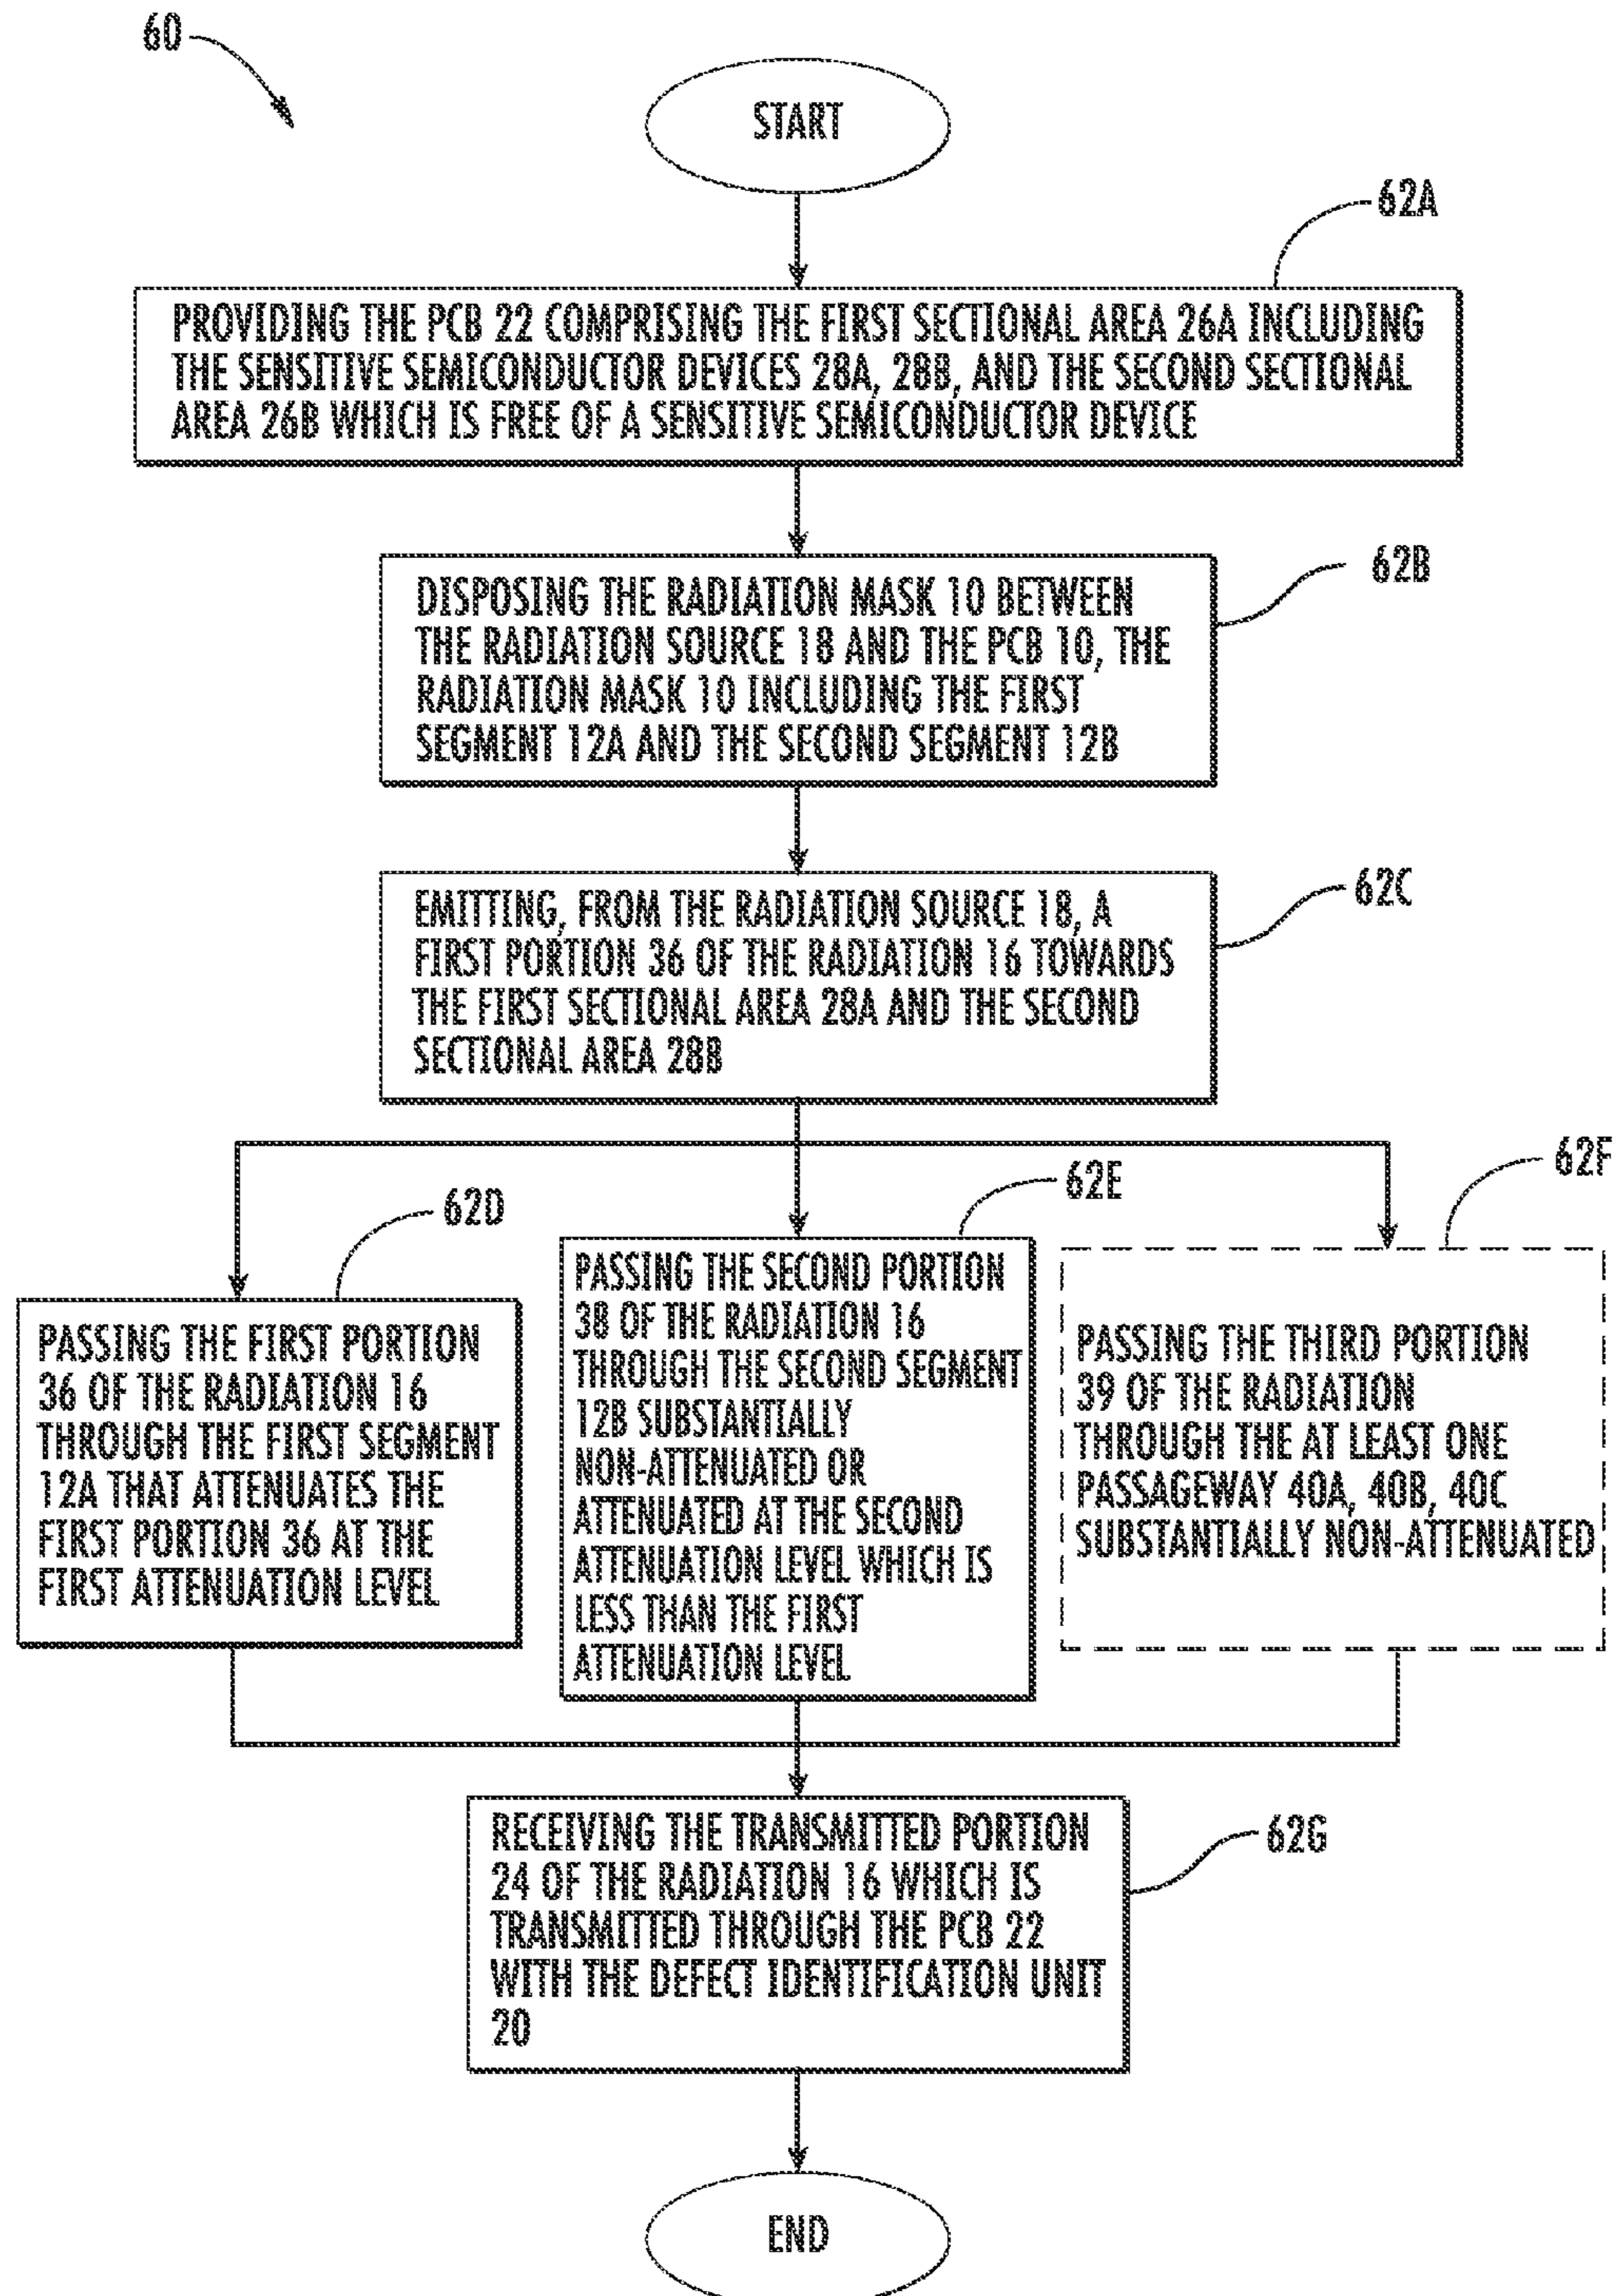 60
START
62A
PROVIDING THE PCB 22 COMPRISING THE FIRST SECTIONAL AREA 26A INCLUDING
THE SENSITIVE SEMICONDUCTOR DEVICES 28A, 28B, AND THE SECOND SECTIONAL
AREA 26B WHICH IS FREE OF A SENSITIVE SEMICONDUCTOR DEVICE
62B
DISPOSING THE RADIATION MASK 10 BETWEEN
THE RADIATION SOURCE 18 AND THE PCB 10, THE
RADIATION MASK 10 INCLUDING THE FIRST
SEGMENT 12A AND THE SECOND SEGMENT 12B
62C
EMITTING, FROM THE RADIATION SOURCE 18, A
FIRST PORTION 36 OF THE RADIATION 16 TOWARDS
THE FIRST SECTIONAL AREA 28A AND THE SECOND
SECTIONAL AREA 28B
62D
PASSING THE FIRST PORTION
36 OF THE RADIATION 16
THROUGH THE FIRST SEGMENT
12A THAT ATTENUATES THE
FIRST PORTION 36 AT THE
FIRST ATTENUATION LEVEL
62E
PASSING THE SECOND PORTION
38 OF THE RADIATION 16
THROUGH THE SECOND SEGMENT
12B SUBSTANTIALLY
NON-ATTENUATED OR
ATTENUATED AT THE SECOND
ATTENUATION LEVEL WHICH IS
LESS THAN THE FIRST
ATTENUATION LEVEL
62F
PASSING THE THIRD PORTION
39 OF THE RADIATION
THROUGH THE AT LEAST ONE
PASSAGEWAY 40A, 40B, 40C
SUBSTANTIALLY NON-ATTENUATED
62G
RECEIVING THE TRANSMITTED PORTION
24 OF THE RADIATION 16 WHICH IS
TRANSMITTED THROUGH THE PCB 22
WITH THE DEFECT IDENTIFICATION UNIT
20
END